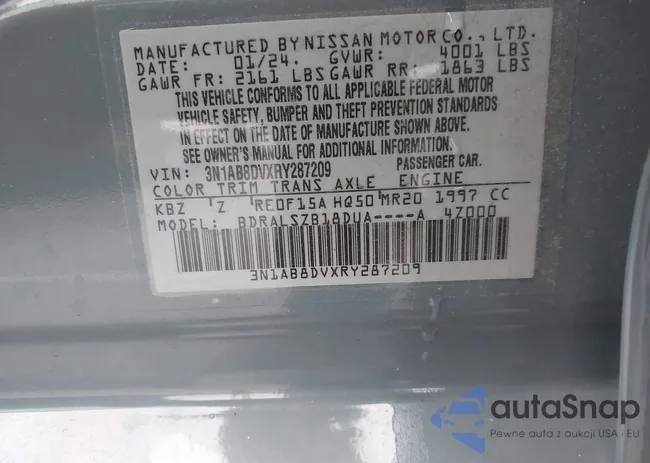 MANUFACTURED BY NISSAN MOTOR CO., LTD.
DATE: 01/24. GVWR: 4001 LBS
GAWR FR: 2161 LBS GAWR RR: 1863 LBS
THIS VEHICLE CONFORMS TO ALL APPLICABLE FEDERAL MOTOR
VEHICLE SAFETY, BUMPER AND THEFT PREVENTION STANDARDS
IN EFFECT ON THE DATE OF MANUFACTURE SHOWN ABOVE.
SEE OWNER'S MANUAL FOR ADDITIONAL INFORMATION.
VIN: 3N1AB8DVXRY287209 PASSENGER CAR.
COLOR TRIM TRANS AXLE ENGINE
KBZ Z RE0F15A HQ50 MR20 1997 CC
MODEL: BDRALSZB18DUA----A 4Z000
3N1AB8DVXRY287209
autaSnap
Pewne auta z aukcji USA i EU